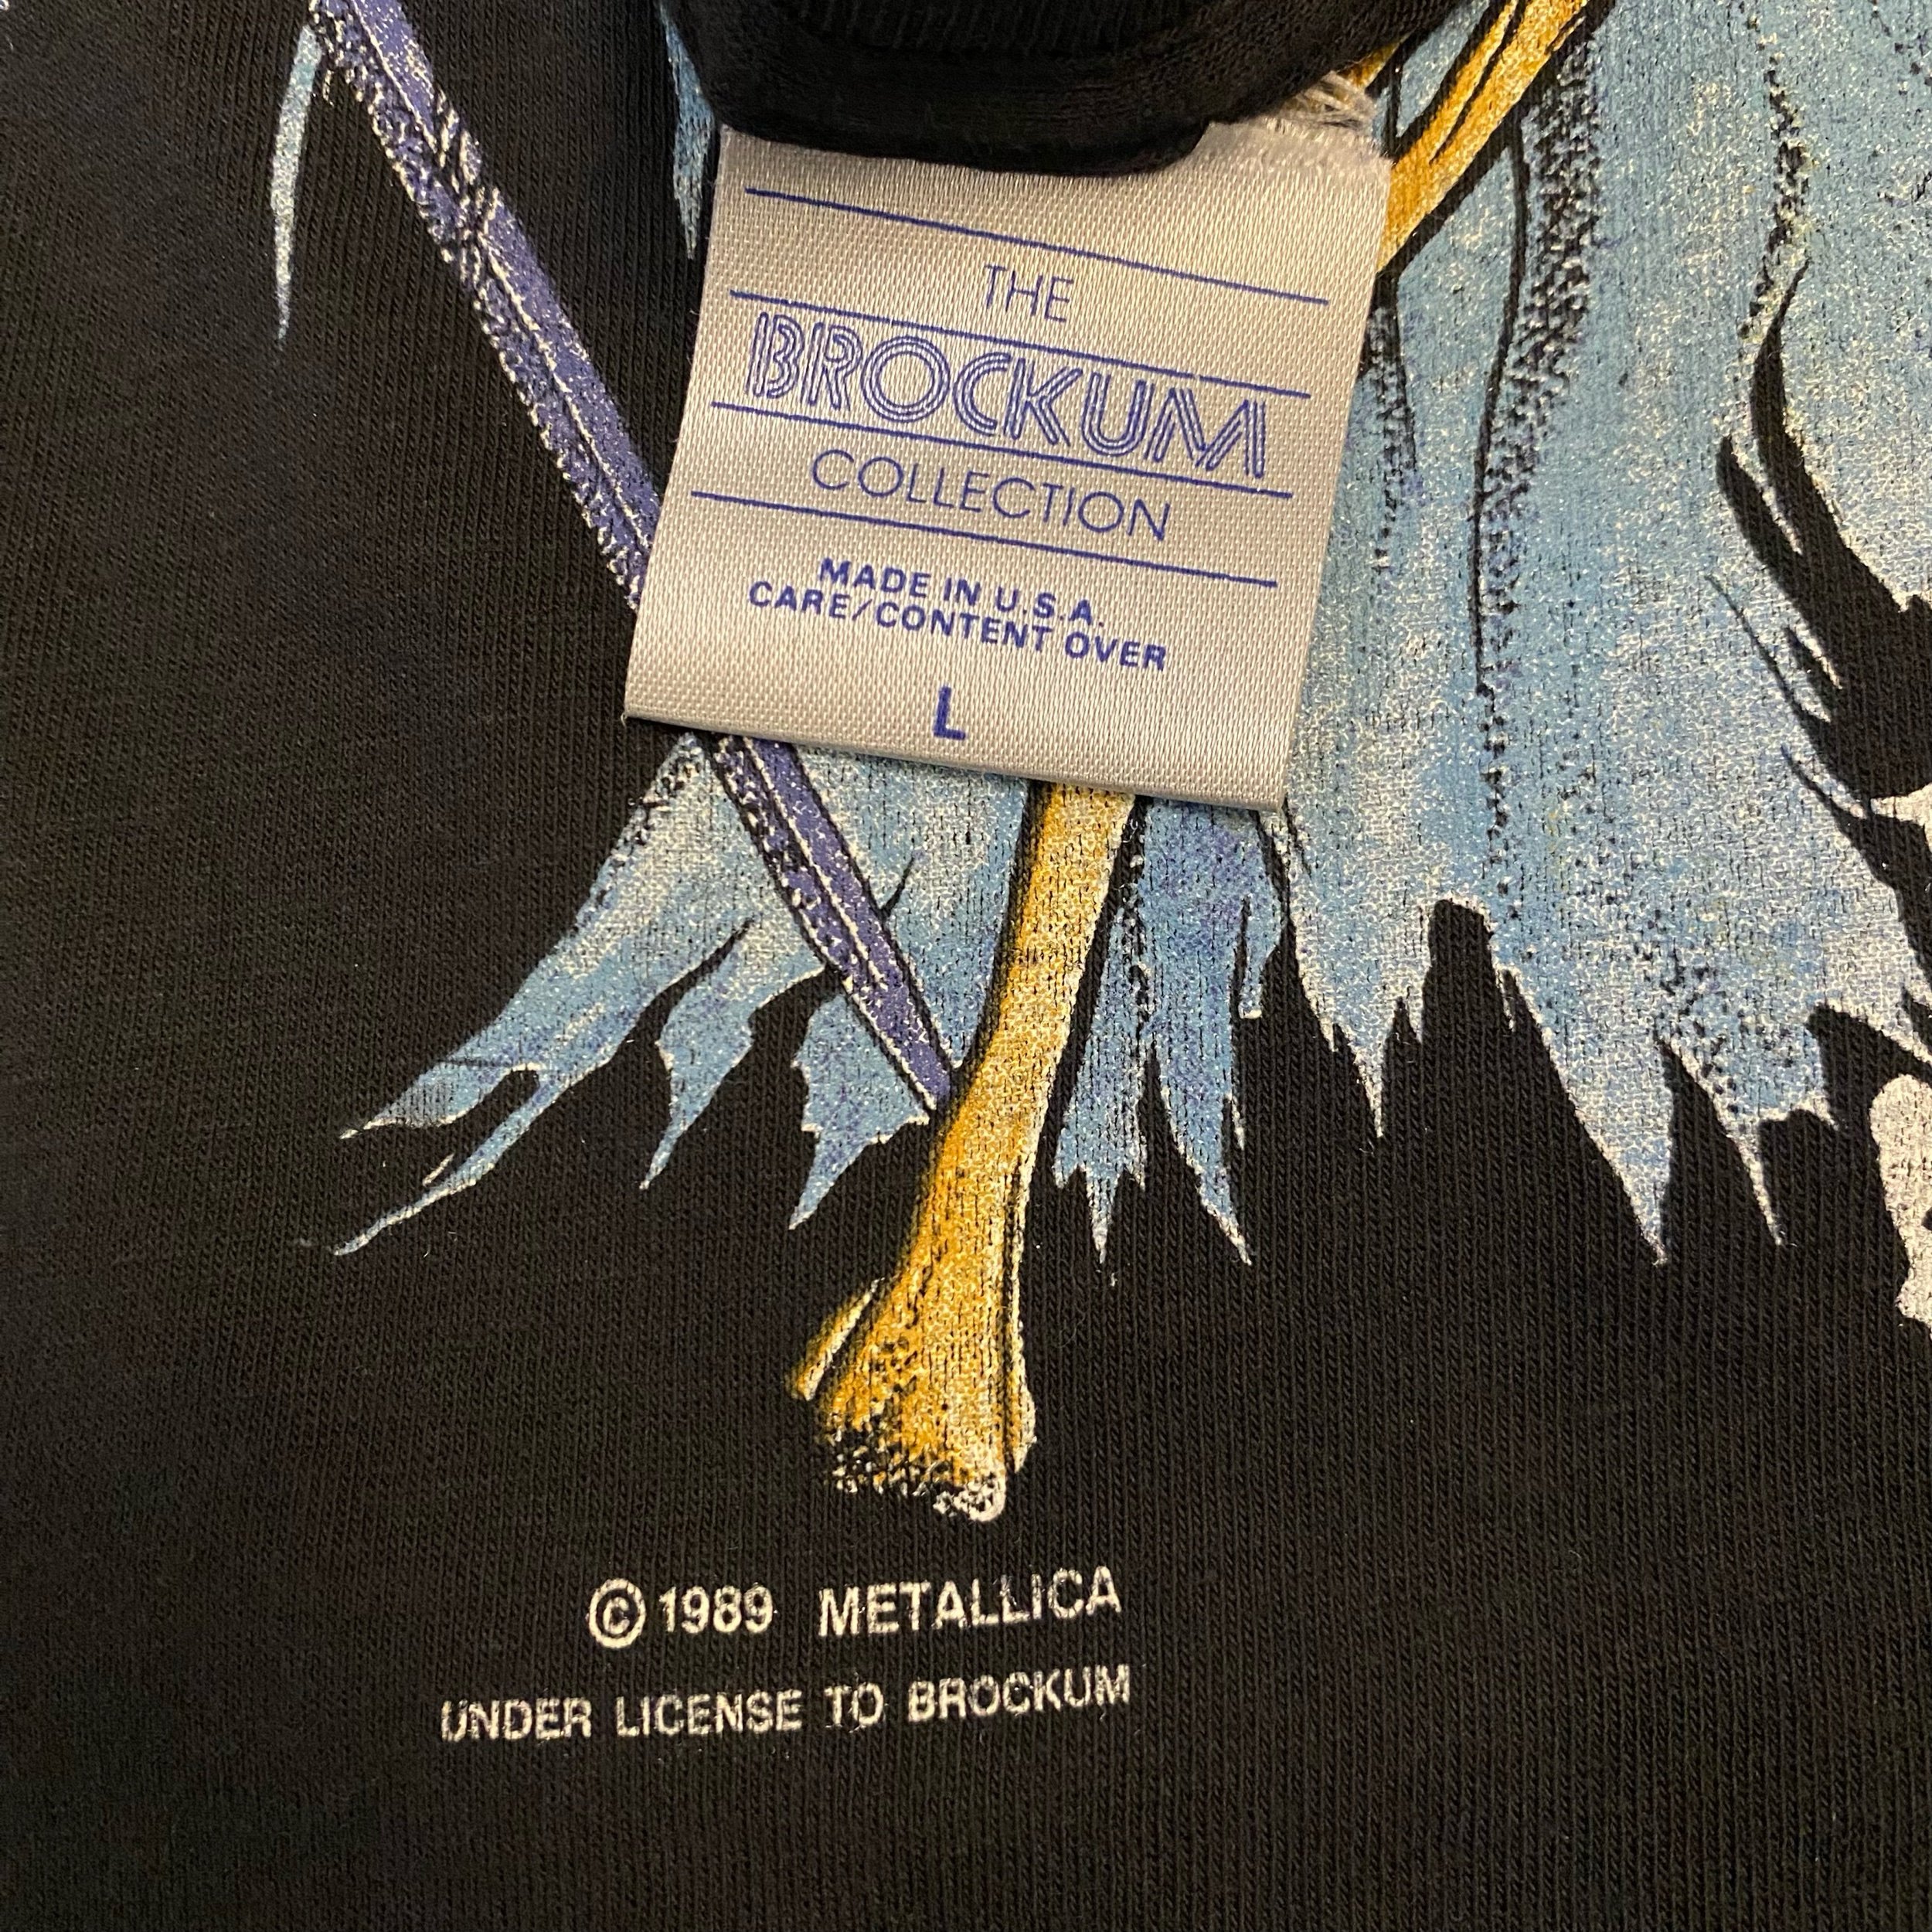 THE
BROCKUM
COLLECTION
MADE IN U.S.A.
CARE/CONTENT OVER
L
© 1989 METALLICA
UNDER LICENSE TO BROCKUM